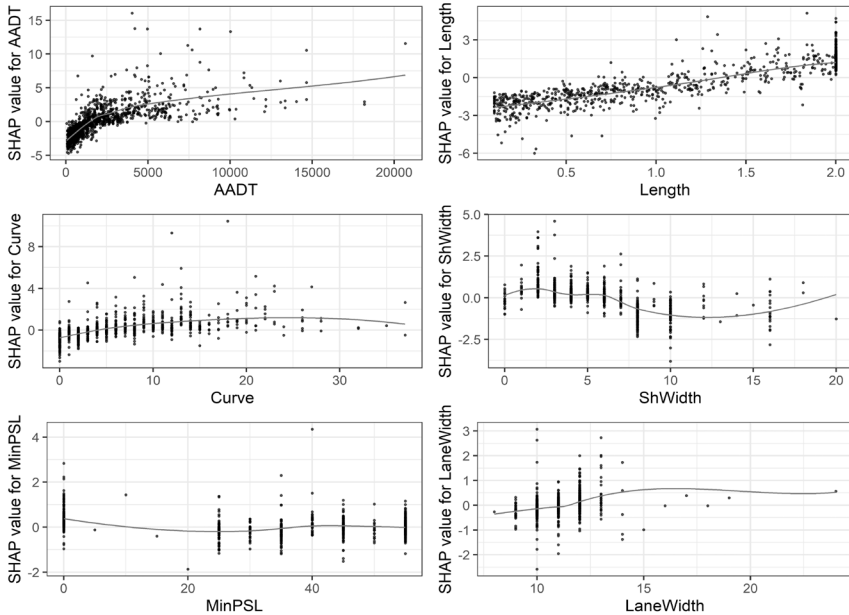 SHAP value for AADT
15
10
5
0
-5
0 5000 10000 15000 20000
AADT
SHAP value for Length
3
0
-3
-6
0.5 1.0 1.5 2.0
Length
SHAP value for Curve
8
4
0
0 10 20 30
Curve
SHAP value for ShWidth
5.0
2.5
0.0
-2.5
0 5 10 15 20
ShWidth
SHAP value for MinPSL
4
2
0
-2
0 20 40
MinPSL
SHAP value for LaneWidth
3
2
1
0
-1
-2
10 15 20
LaneWidth